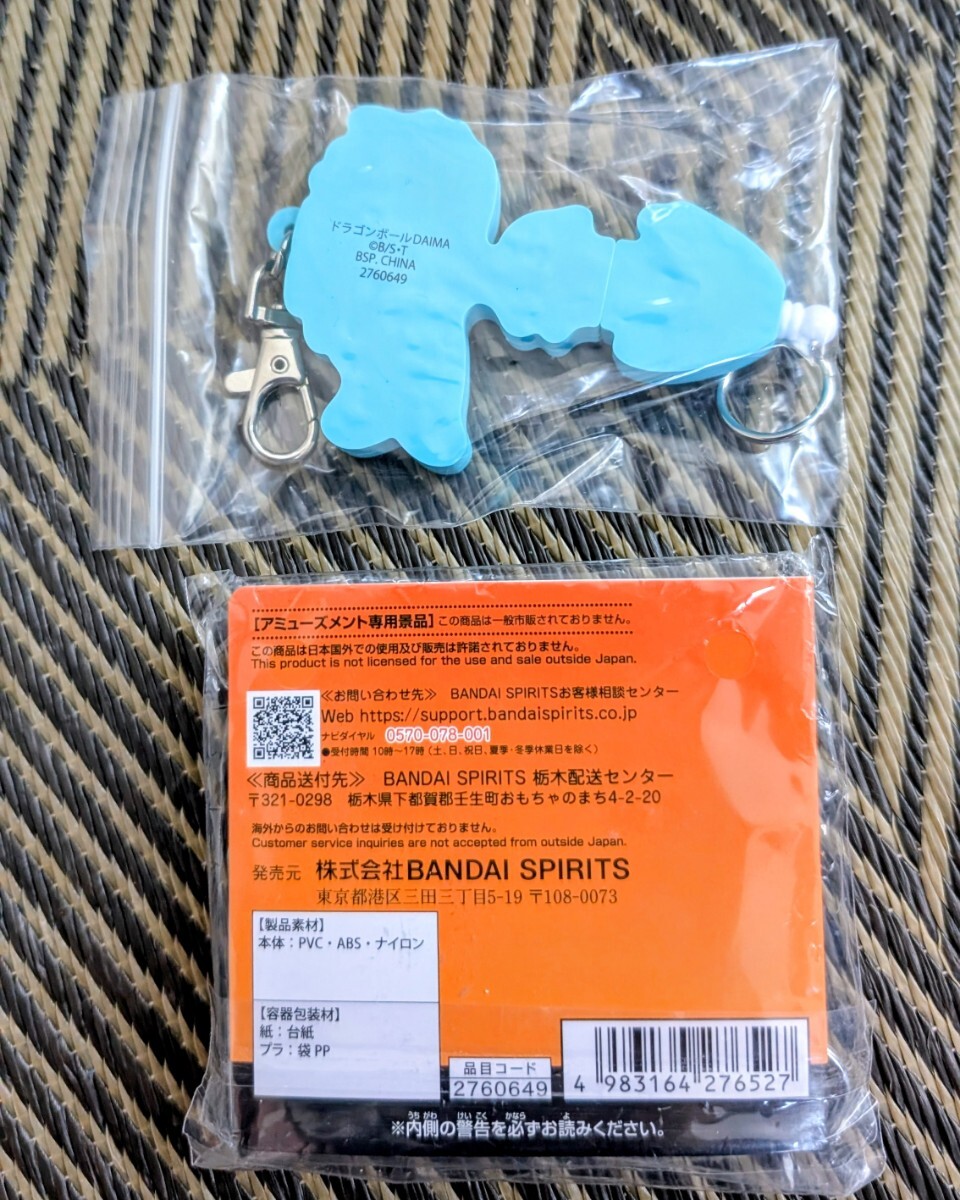 ドラゴンボールDAIMA
©B/S・T
BSP. CHINA
2760649
[アミューズメント専用景品] この商品は一般市販されておりません。
この商品は日本国外での使用及び販売は許諾されておりません。
This product is not licensed for the use and sale outside Japan.
≪お問い合わせ先≫ BANDAI SPIRITSお客様相談センター
Web https://support.bandaispirits.co.jp
ナビダイヤル 0570-078-001
●受付時間 10時～17時(土、日、祝日、夏季・冬季休業日を除く)
≪商品送付先≫ BANDAI SPIRITS 栃木配送センター
〒321-0298 栃木県下都賀郡壬生町おもちゃのまち4-2-20
海外からのお問い合わせは受け付けておりません。
Customer service inquiries are not accepted from outside Japan.
発売元 株式会社BANDAI SPIRITS
東京都港区三田三丁目5-19 〒108-0073
【製品素材】
本体：PVC・ABS・ナイロン
【容器包装材】
紙：台紙
プラ：袋 PP
品目コード
2760649
4 983164 276527
うちがわ けいこく かなら よ
※内側の警告を必ずお読みください。